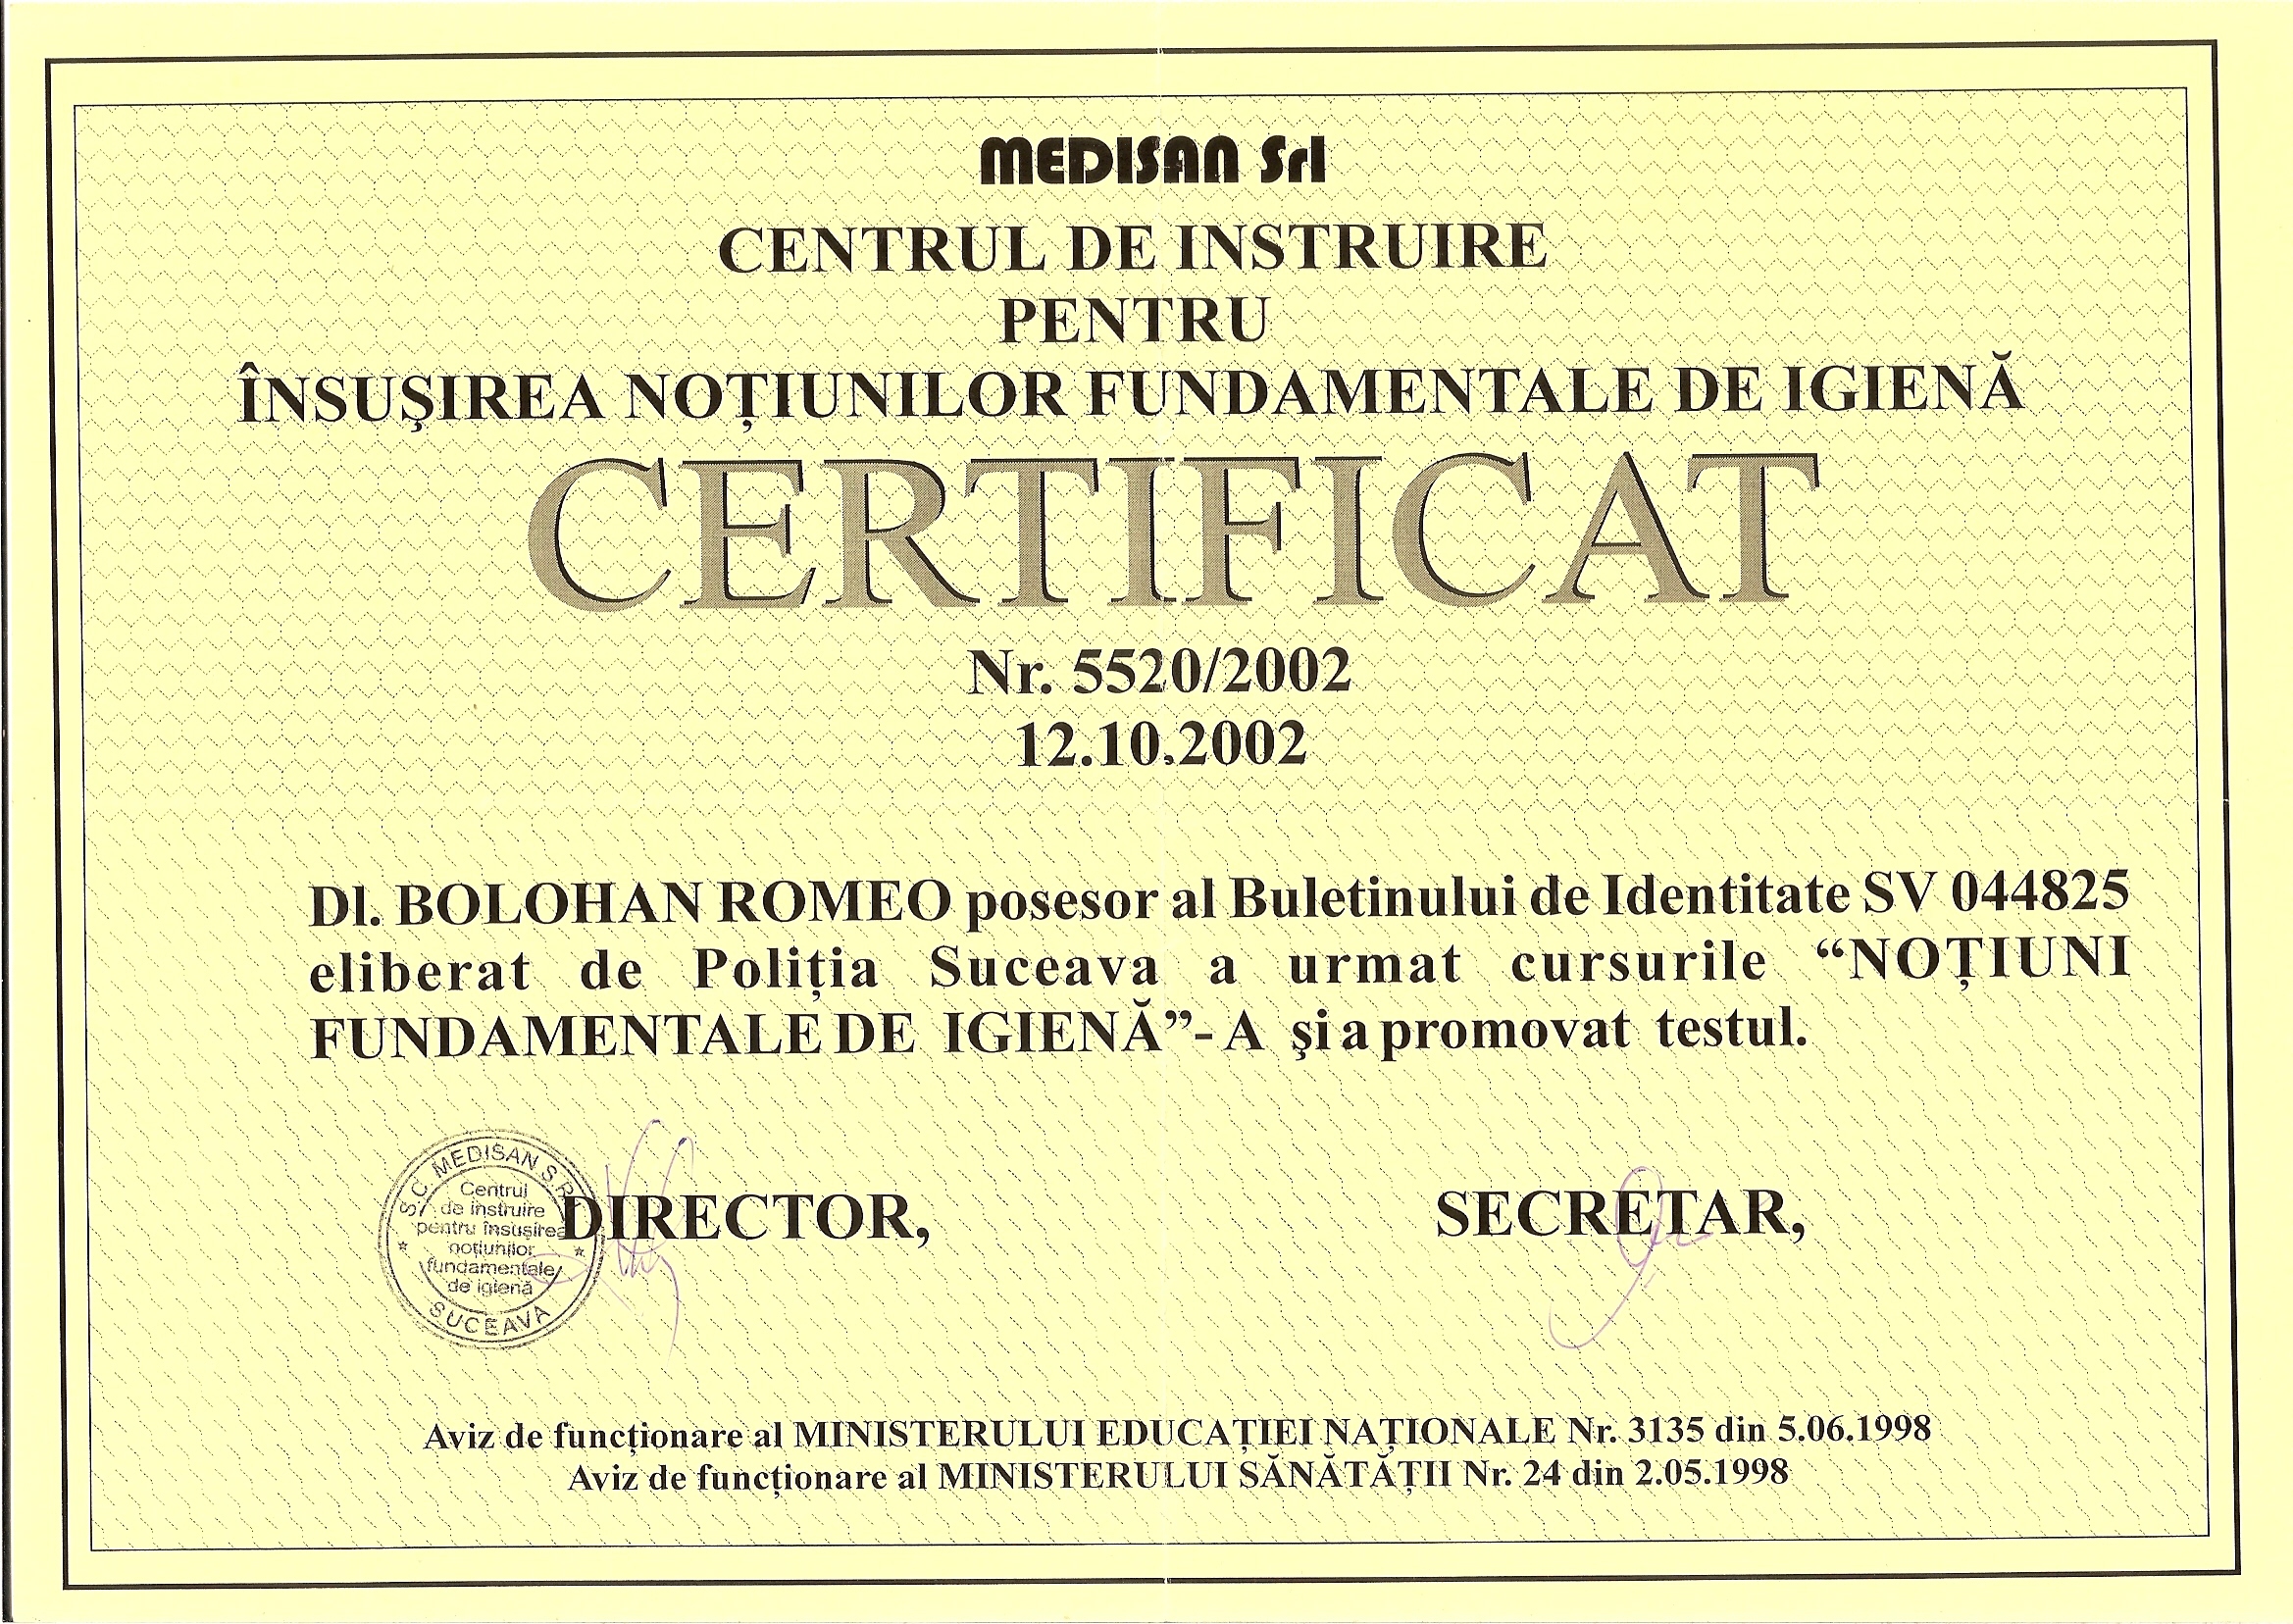 MEDISAN Srl
CENTRUL DE INSTRUIRE
PENTRU
ÎNSUŞIREA NOŢIUNILOR FUNDAMENTALE DE IGIENĂ
CERTIFICAT
Nr. 5520/2002
12.10.2002
Dl. BOLOHAN ROMEO posesor al Buletinului de Identitate SV 044825
eliberat de Poliţia Suceava a urmat cursurile “NOŢIUNI
FUNDAMENTALE DE IGIENĂ”- A şi a promovat testul.
S.C. MEDISAN S.R.
Centrul
de instruire
pentru însuşirea
noţiunilor
fundamentale
de igienă
SUCEAVA
DIRECTOR,
SECRETAR,
Aviz de funcţionare al MINISTERULUI EDUCAŢIEI NAŢIONALE Nr. 3135 din 5.06.1998
Aviz de funcţionare al MINISTERULUI SĂNĂTĂŢII Nr. 24 din 2.05.1998